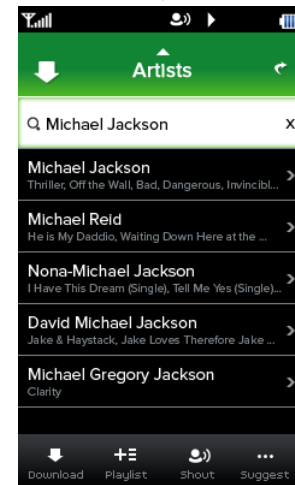 Artists
Michael Jackson
X
Michael Jackson
Thriller, Off the Wall, Bad, Dangerous, Invincibl...
Michael Reid
He is My Daddio, Waiting Down Here at the ...
Nona-Michael Jackson
I Have This Dream (Single), Tell Me Yes (Single)...
David Michael Jackson
Jake & Haystack, Jake Loves Therefore Jake ...
Michael Gregory Jackson
Clarity
Download Playlist Shout Suggest